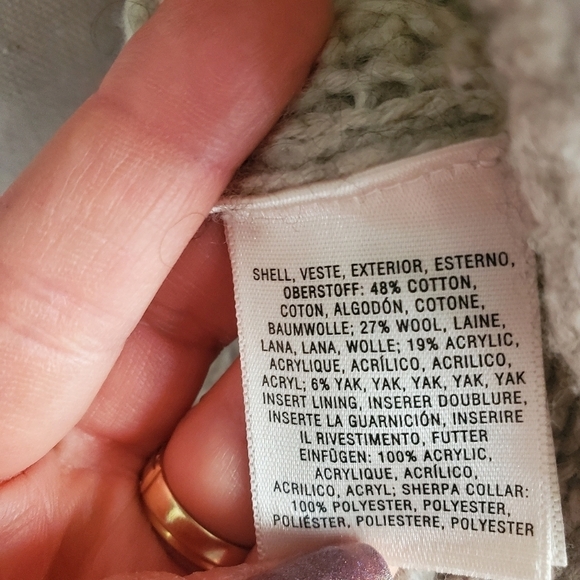 SHELL, VESTE, EXTERIOR, ESTERNO,
OBERSTOFF: 48% COTTON,
COTON, ALGODÓN, COTONE,
BAUMWOLLE; 27% WOOL, LAINE,
LANA, LANA, WOLLE; 19% ACRYLIC,
ACRYLIQUE, ACRÍLICO, ACRILICO,
ACRYL; 6% YAK, YAK, YAK, YAK, YAK
INSERT LINING, INSERER DOUBLURE,
INSERTE LA GUARNICIÓN, INSERIRE
IL RIVESTIMENTO, FUTTER
EINFÜGEN: 100% ACRYLIC,
ACRYLIQUE, ACRÍLICO,
ACRILICO, ACRYL; SHERPA COLLAR:
100% POLYESTER, POLYESTER,
POLIÉSTER, POLIESTERE, POLYESTER